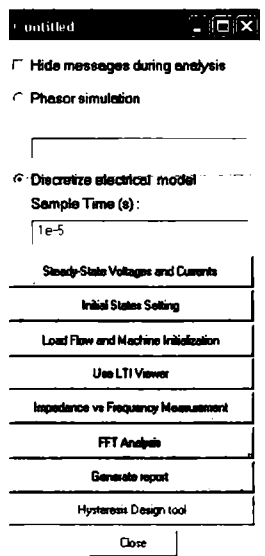 untitled
Hide messages during analysis
Phasor simulation
Discretize electrical model
Sample Time (s) :
1e-5
Steady-State Voltages and Currents
Initial States Setting
Load Flow and Machine Initialization
Use LTI Viewer
Impedance vs Frequency Measurement
FFT Analysis
Generate report
Hysteresis Design tool
Close